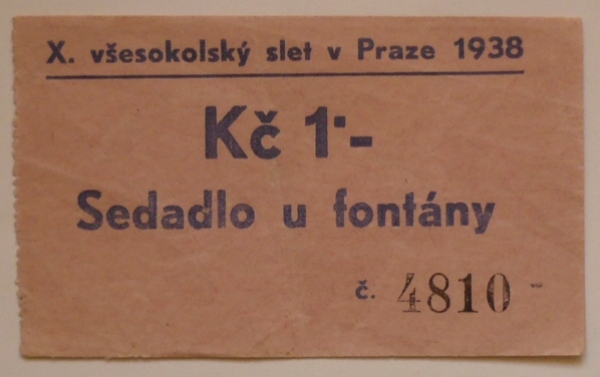 X. všesokolský slet v Praze 1938
Kč 1·-
Sedadlo u fontány
č. 4810 -